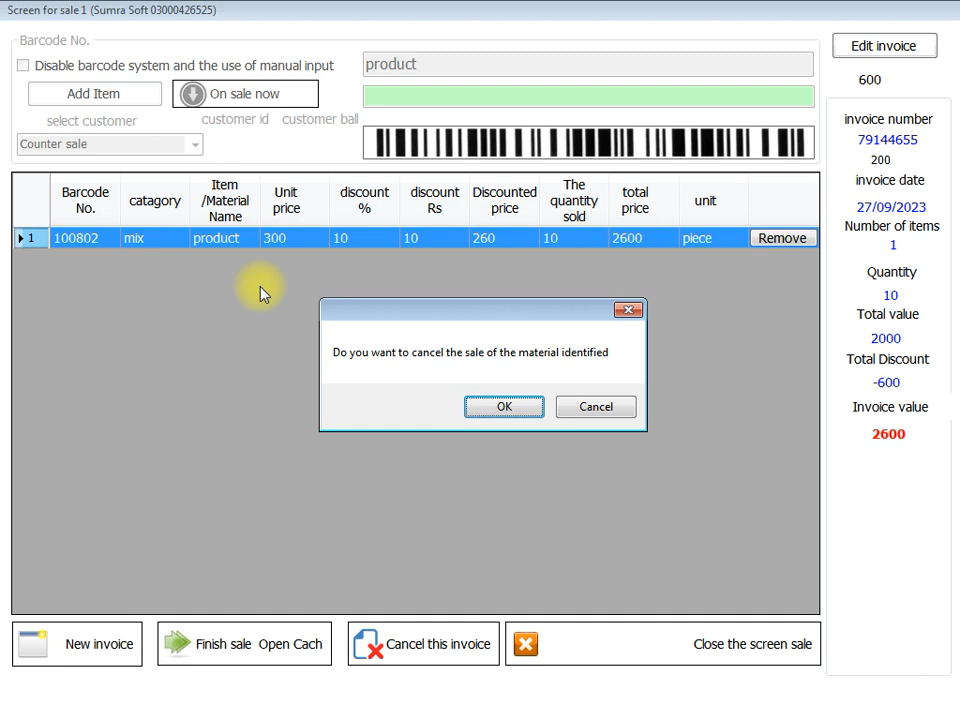 Screen for sale1 (Sumra Soft 03000426525)
Barcode No.
Disable barcode system and the use of manual input
product
Edit invoice
Add Item
On sale now
600
select customer
customer id
customer ball
Counter sale
invoice number
79144655
200
invoice date
27/09/2023
Number of items
1
Quantity
10
Total value
2000
Total Discount
-600
Invoice value
2600
Barcode No.
catagory
Item /Material Name
Unit price
discount %
discount Rs
Discounted price
The quantity sold
total price
unit
1 100802 mix product 300 10 10 260 10 2600 piece Remove
Do you want to cancel the sale of the material identified
OK
Cancel
New invoice
Finish sale Open Cach
Cancel this invoice
Close the screen sale